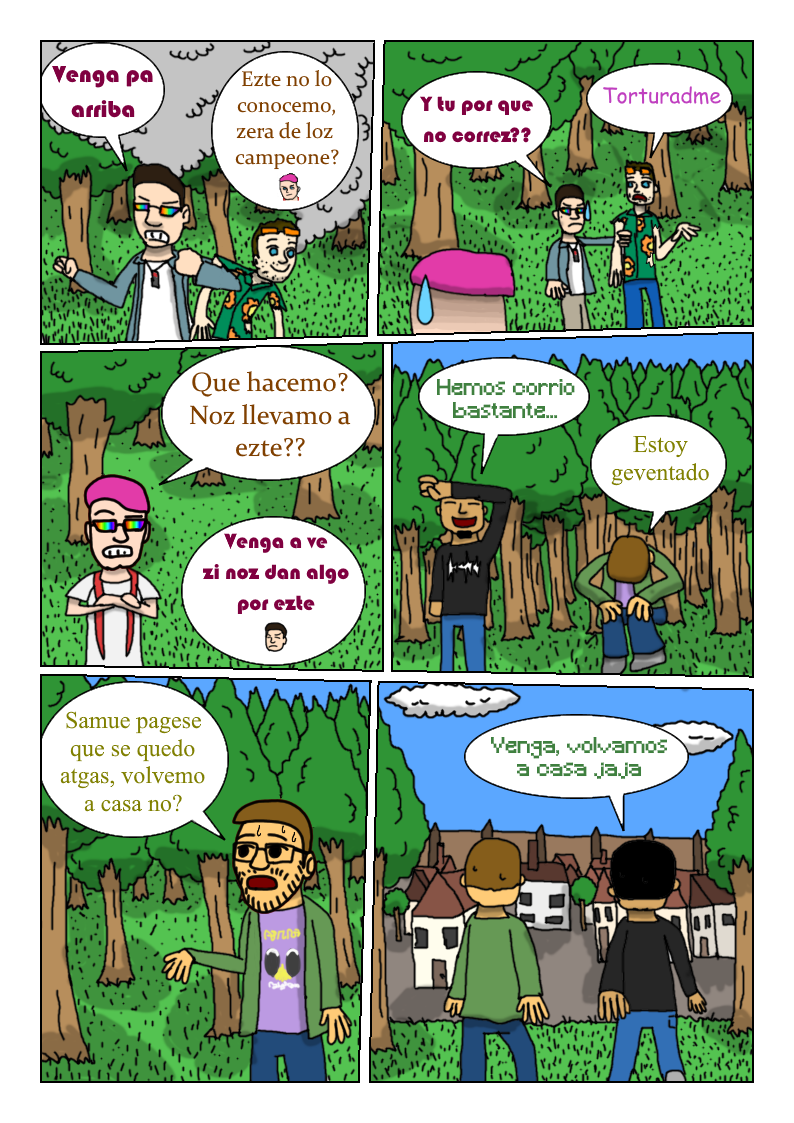 Venga pa
arriba
Ezte no lo
conocemo,
zera de loz
campeone?
Y tu por que
no correz??
Torturadme
Que hacemo?
Noz llevamo a
ezte??
Venga a ve
zi noz dan algo
por ezte
Hemos corrio
bastante...
Estoy
geventado
Samue pagese
que se quedo
atgas, volvemo
a casa no?
Venga, volvamos
a casa jaja